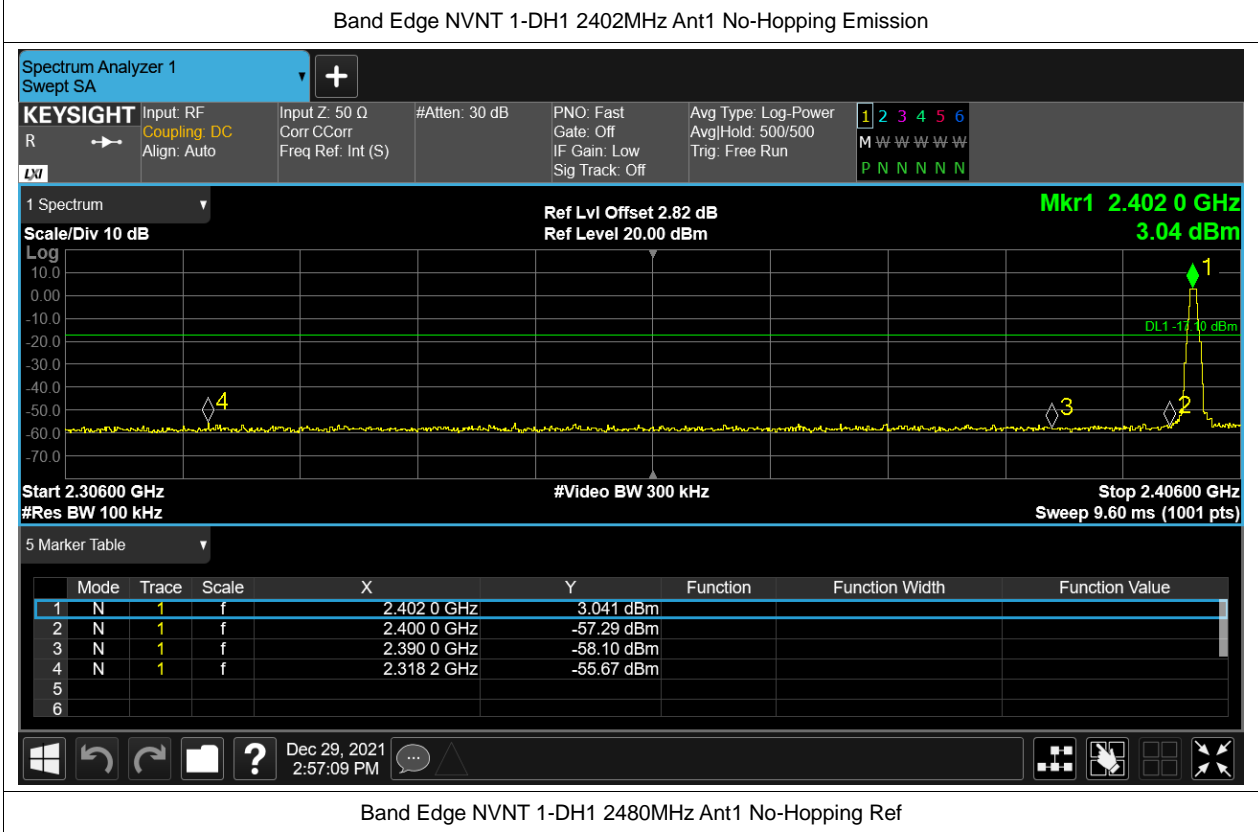 Band Edge NVNT 1-DH1 2402MHz Ant1 No-Hopping Emission
Spectrum Analyzer 1
Swept SA
+
KEYSIGHT Input: RF Input Z: 50 Ω #Atten: 30 dB PNO: Fast Avg Type: Log-Power 1 2 3 4 5 6
R Coupling: DC Corr CCorr Gate: Off Avg|Hold: 500/500 M W W W W W
Align: Auto Freq Ref: Int (S) IF Gain: Low Trig: Free Run
LXI Sig Track: Off P N N N N N
1 Spectrum Ref Lvl Offset 2.82 dB Mkr1 2.402 0 GHz
Scale/Div 10 dB Ref Level 20.00 dBm 3.04 dBm
Log
10.0 1
0.00
-10.0
DL1 -17.10 dBm
-20.0
-30.0
-40.0
4 3 2
-50.0
-60.0
-70.0
Start 2.30600 GHz #Video BW 300 kHz Stop 2.40600 GHz
#Res BW 100 kHz Sweep 9.60 ms (1001 pts)
5 Marker Table
Mode Trace Scale X Y Function Function Width Function Value
1 N 1 f 2.402 0 GHz 3.041 dBm
2 N 1 f 2.400 0 GHz -57.29 dBm
3 N 1 f 2.390 0 GHz -58.10 dBm
4 N 1 f 2.318 2 GHz -55.67 dBm
5
6
? Dec 29, 2021
2:57:09 PM
Band Edge NVNT 1-DH1 2480MHz Ant1 No-Hopping Ref